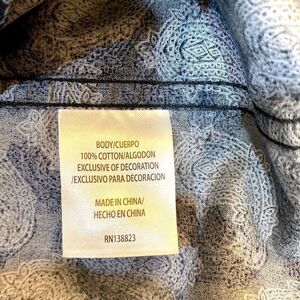 BODY/CUERPO
100% COTTON/ALGODON
EXCLUSIVE OF DECORATION
/EXCLUSIVO PARA DECORACION
MADE IN CHINA/
HECHO EN CHINA
RN138823